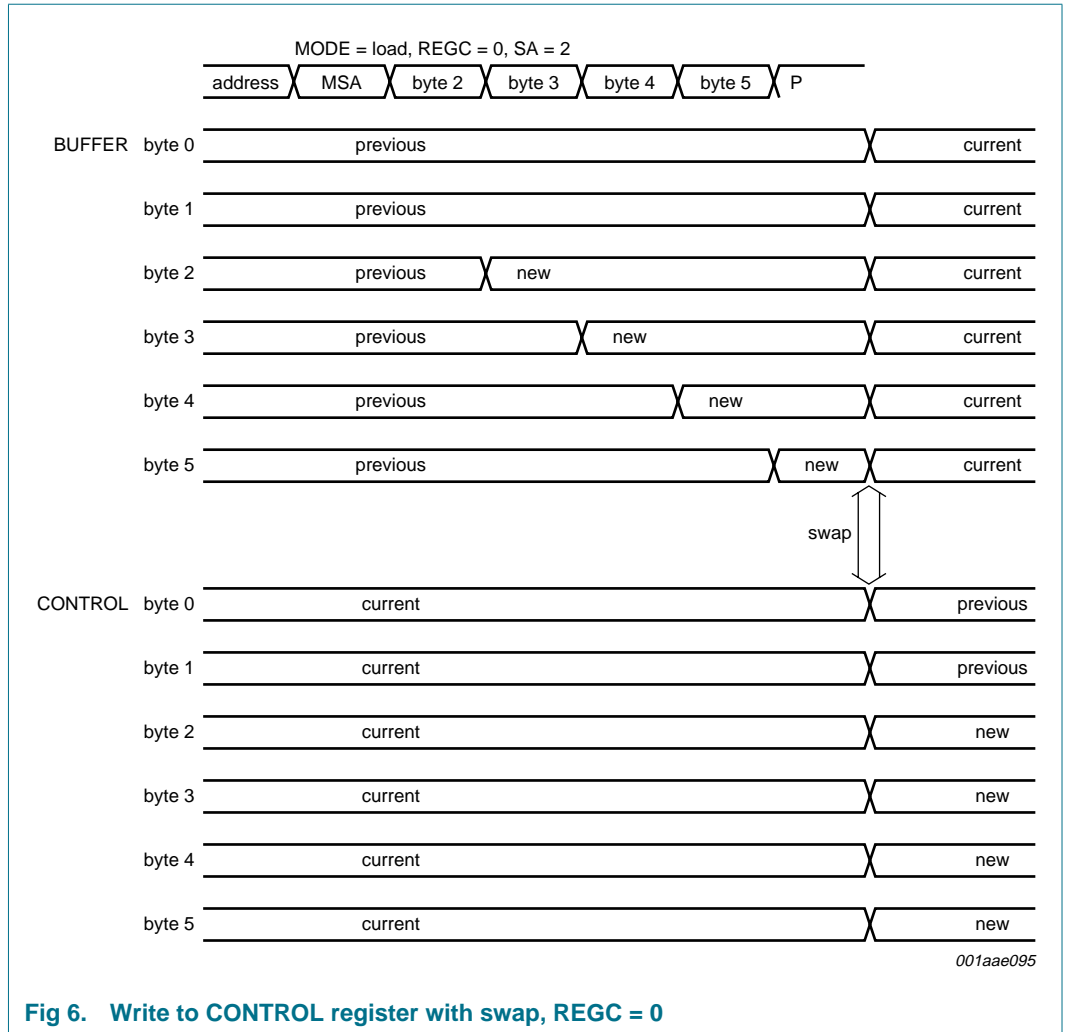 MODE = load, REGC = 0, SA = 2
address MSA byte 2 byte 3 byte 4 byte 5 P
BUFFER byte 0 previous current
byte 1 previous current
byte 2 previous new current
byte 3 previous new current
byte 4 previous new current
byte 5 previous new current
swap
CONTROL byte 0 current previous
byte 1 current previous
byte 2 current new
byte 3 current new
byte 4 current new
byte 5 current new
001aae095
Fig 6. Write to CONTROL register with swap, REGC = 0